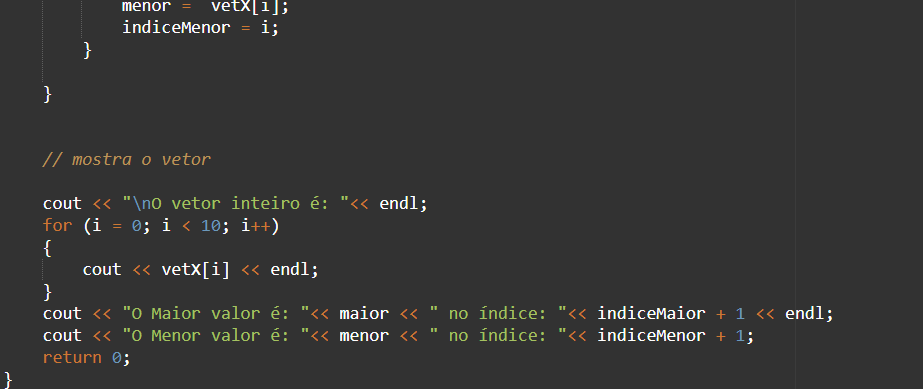 menor =  vetX[i];
indiceMenor = i;
}
}
// mostra o vetor
cout << "\nO vetor inteiro é: "<< endl;
for (i = 0; i < 10; i++)
{
cout << vetX[i] << endl;
}
cout << "O Maior valor é: "<< maior << " no índice: "<< indiceMaior + 1 << endl;
cout << "O Menor valor é: "<< menor << " no índice: "<< indiceMenor + 1;
return 0;
}